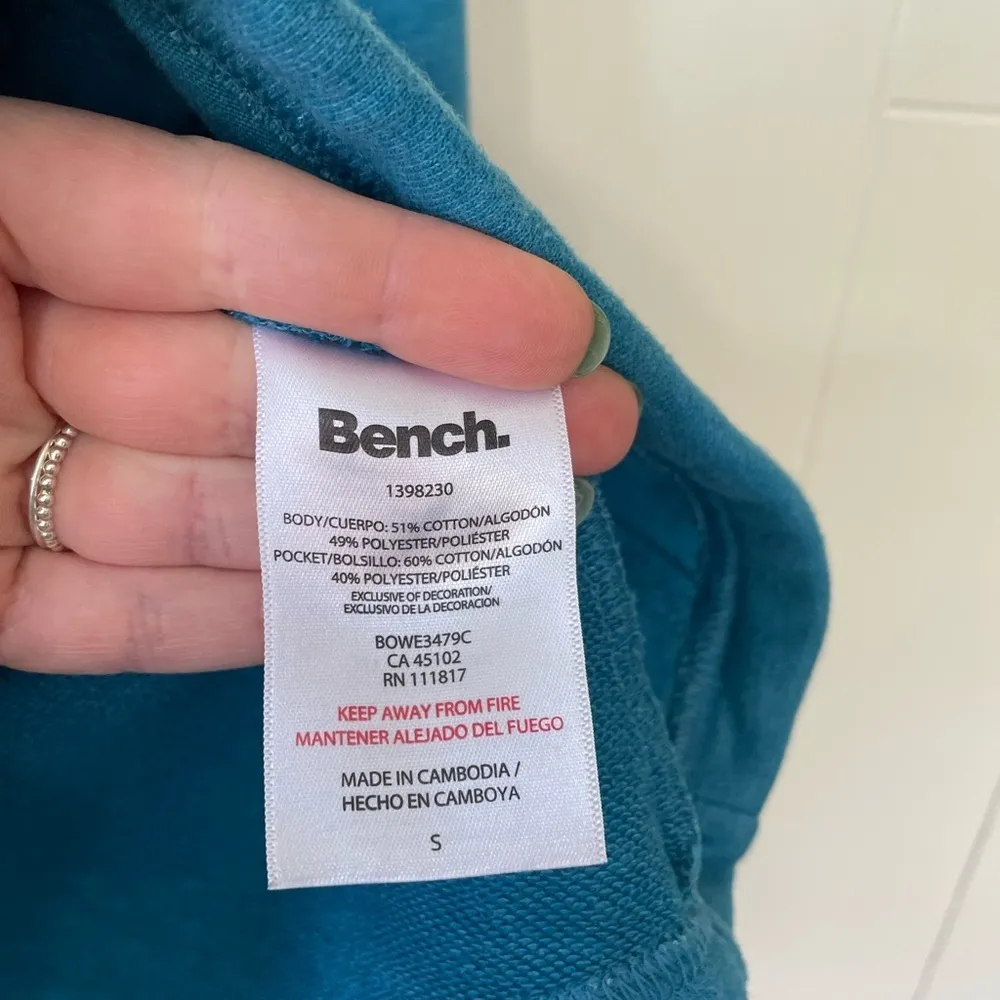 Bench.
1398230
BODY/CUERPO: 51% COTTON/ALGODÓN
49% POLYESTER/POLIÉSTER
POCKET/BOLSILLO: 60% COTTON/ALGODÓN
40% POLYESTER/POLIÉSTER
EXCLUSIVE OF DECORATION/
EXCLUSIVO DE LA DECORACION
BOWE3479C
CA 45102
RN 111817
KEEP AWAY FROM FIRE
MANTENER ALEJADO DEL FUEGO
MADE IN CAMBODIA /
HECHO EN CAMBOYA
S